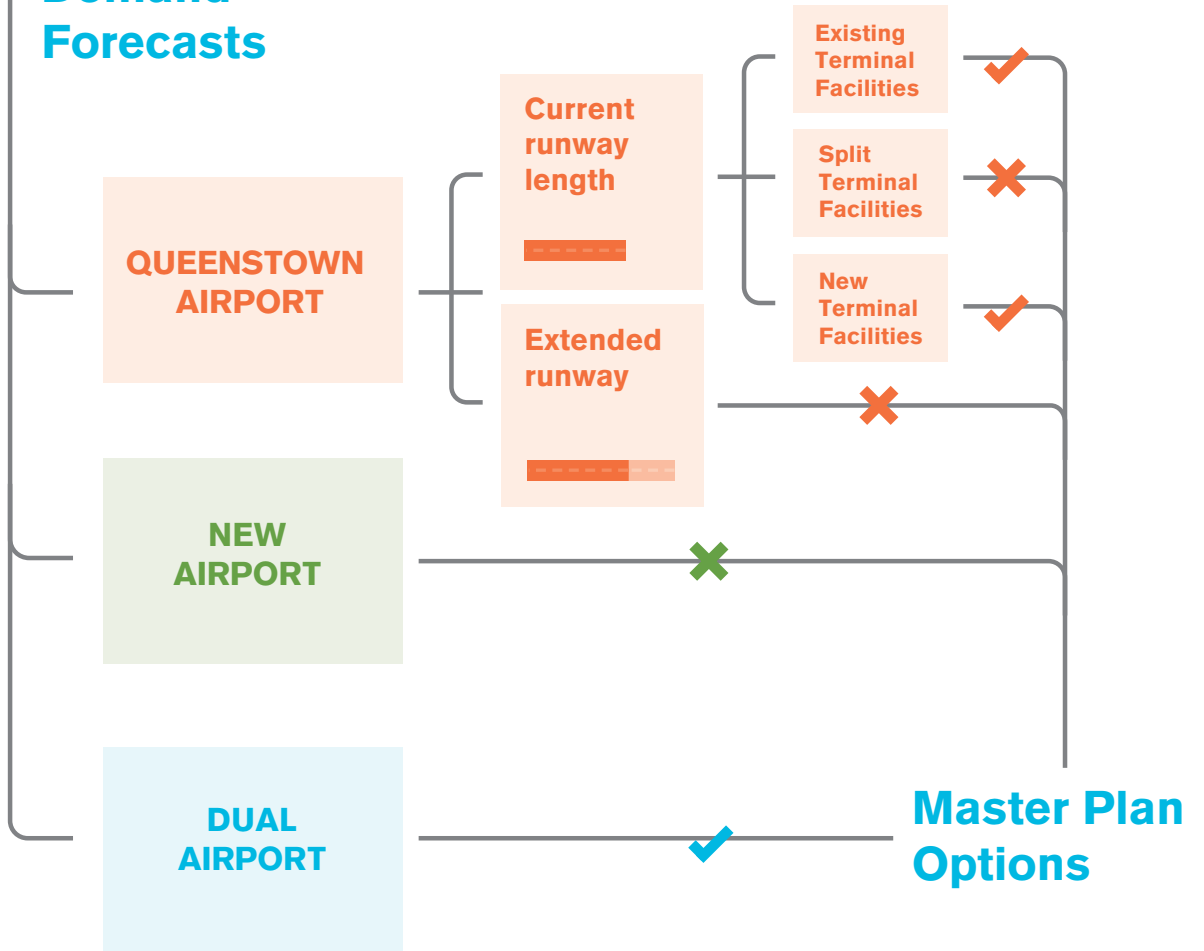 Forecasts
Existing
Terminal
Facilities
Current
runway
length
Split
Terminal
Facilities
QUEENSTOWN
AIRPORT
New
Terminal
Facilities
Extended
runway
NEW
AIRPORT
DUAL
AIRPORT
Master Plan
Options